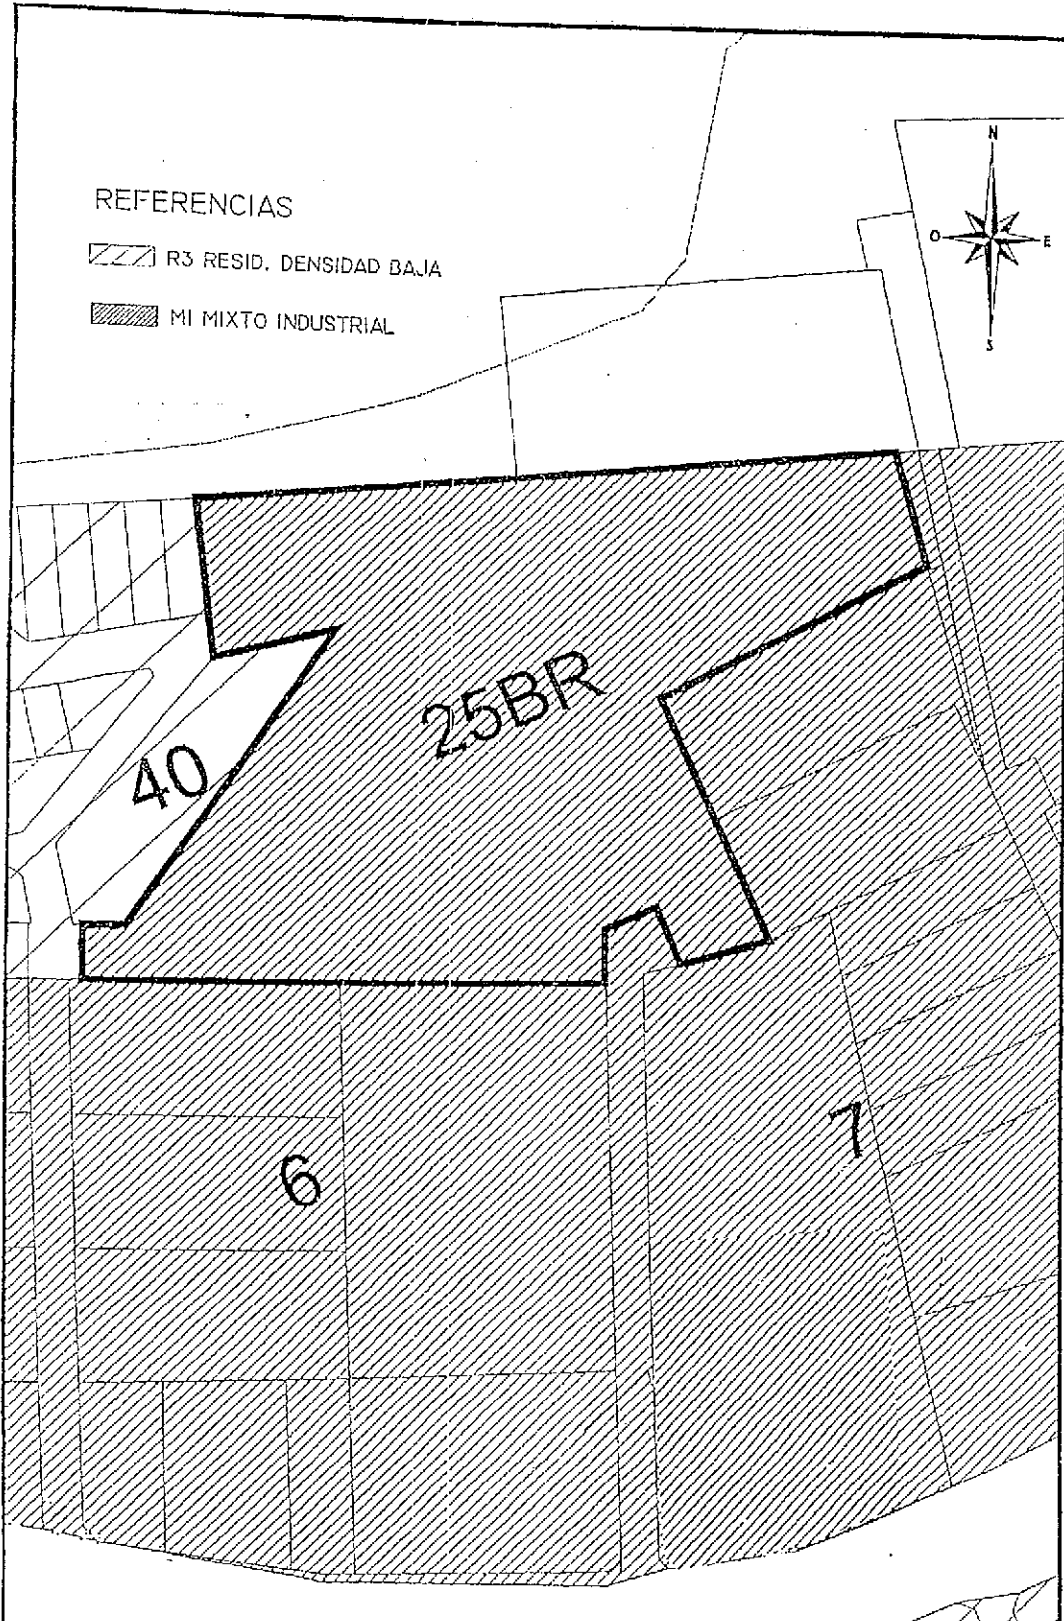 REFERENCIAS
R3 RESID. DENSIDAD BAJA
MI MIXTO INDUSTRIAL
N
O
E
S
25BR
40
6
7